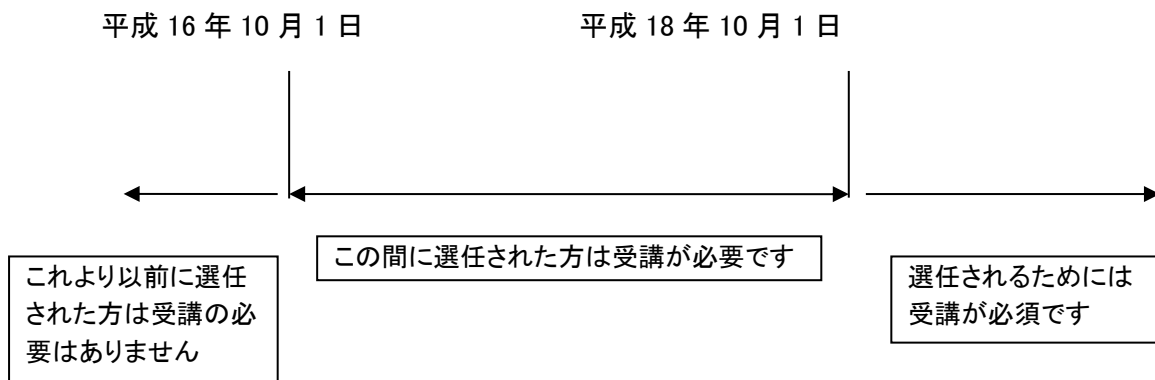 平成 16 年 10 月 1 日
平成 18 年 10 月 1 日
この間に選任された方は受講が必要です
これより以前に選任
された方は受講の必
要はありません
選任されるためには
受講が必須です